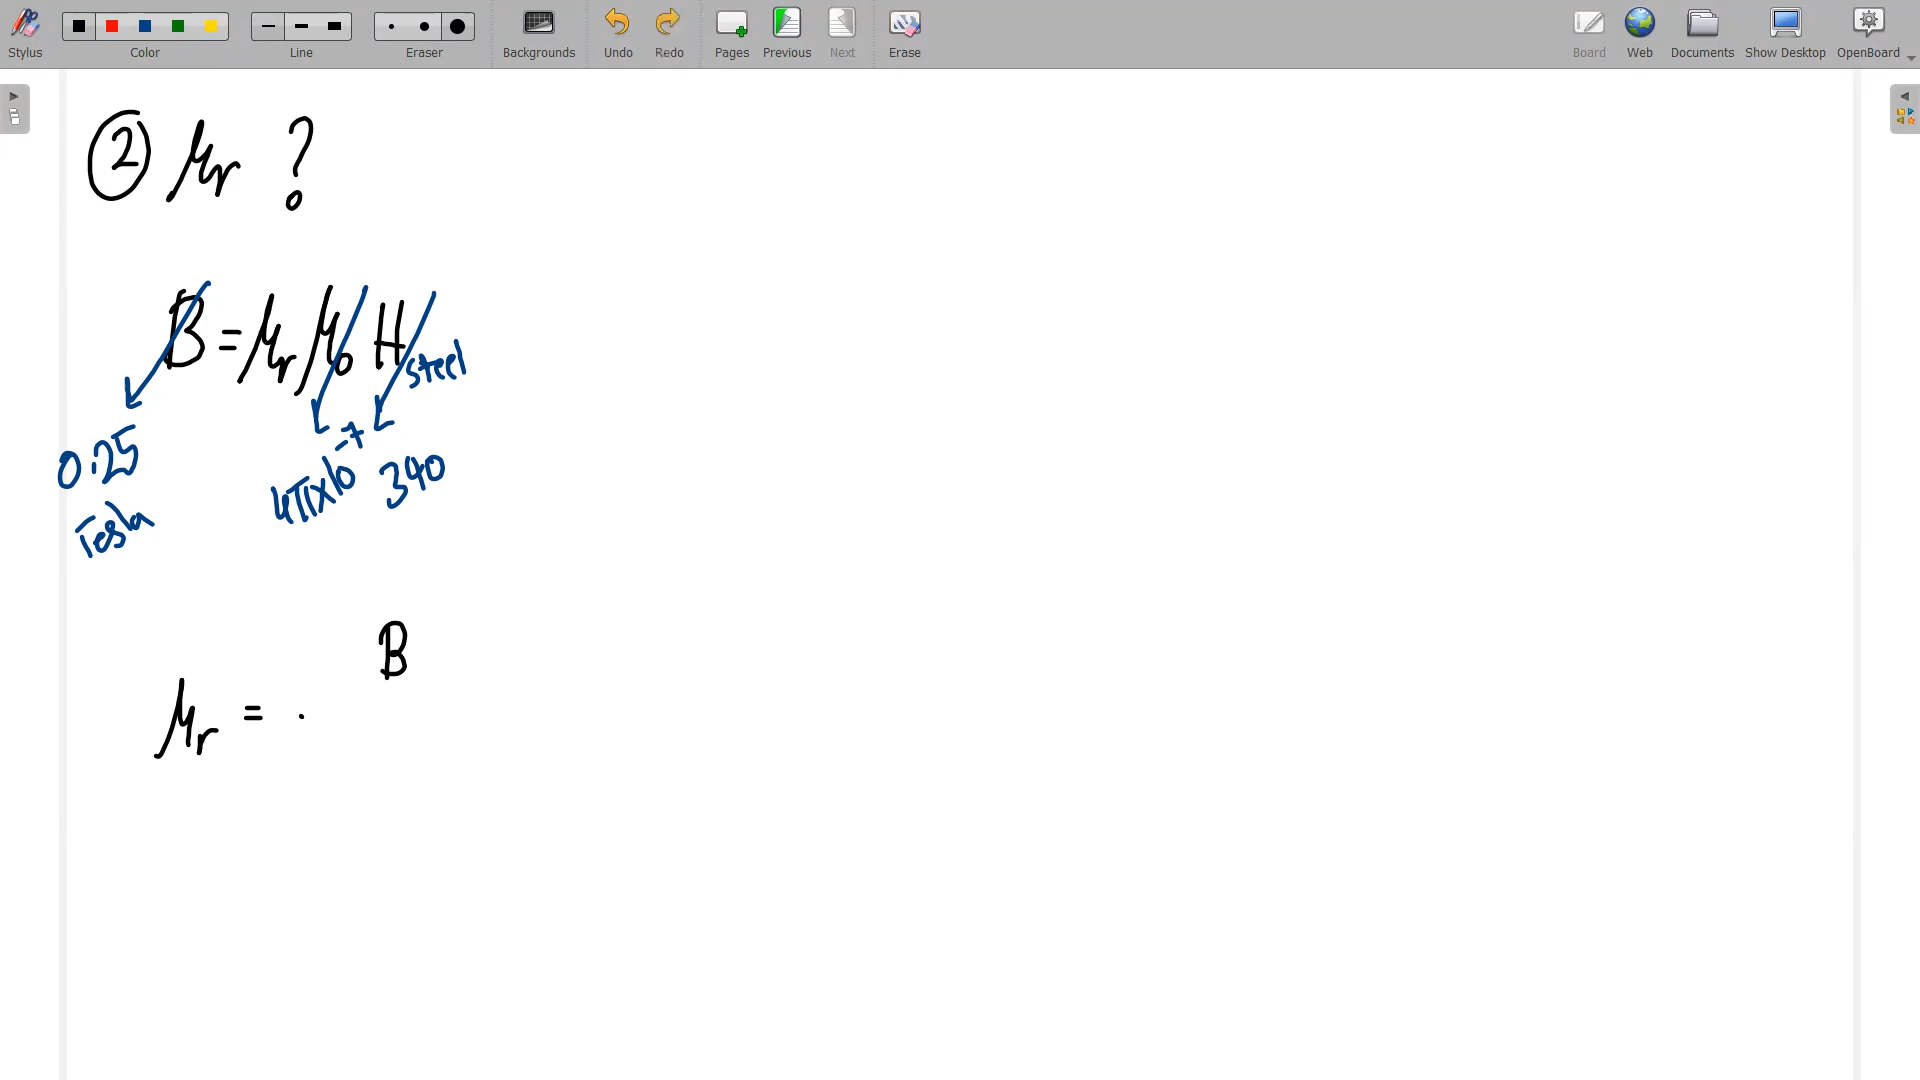 Stylus Color Line Eraser Backgrounds Undo Redo Pages Previous Next Erase Board Web Documents Show Desktop OpenBoard
② μr ?
B = μr μ0 H steel
0.25 4π×10⁻⁷ 340
Tesla
B
μr = .